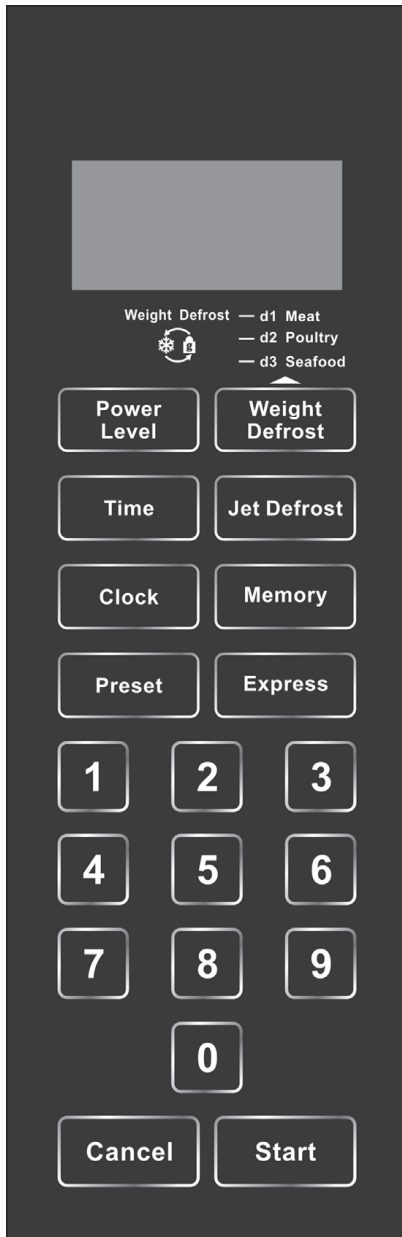 Weight Defrost — d1 Meat
— d2 Poultry
g
— d3 Seafood
Power Level
Weight Defrost
Time
Jet Defrost
Clock
Memory
Preset
Express
1 2 3
4 5 6
7 8 9
0
Cancel
Start